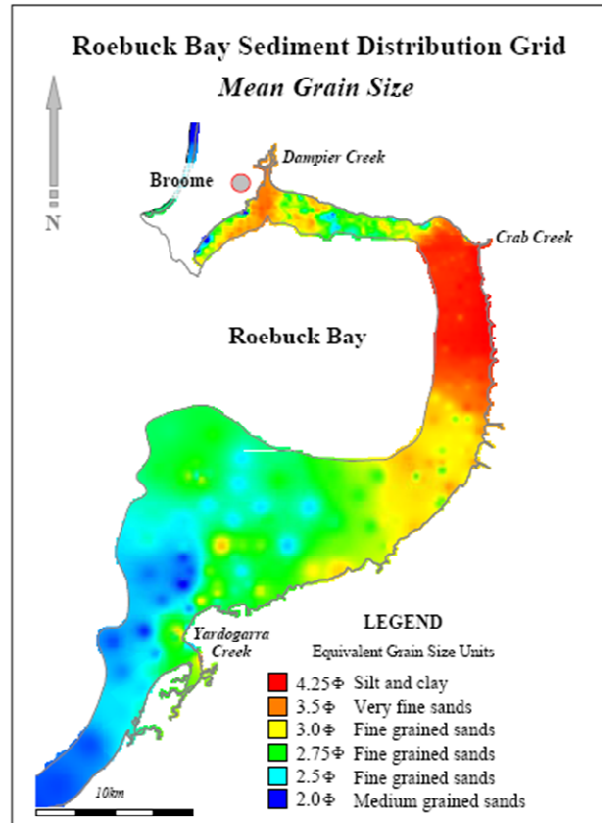 Roebuck Bay Sediment Distribution Grid
Mean Grain Size
N
Dampier Creek
Broome
Crab Creek
Roebuck Bay
Yardogarra
Creek
LEGEND
Equivalent Grain Size Units
4.25Φ Silt and clay
3.5Φ Very fine sands
3.0Φ Fine grained sands
2.75Φ Fine grained sands
2.5Φ Fine grained sands
2.0Φ Medium grained sands
10km